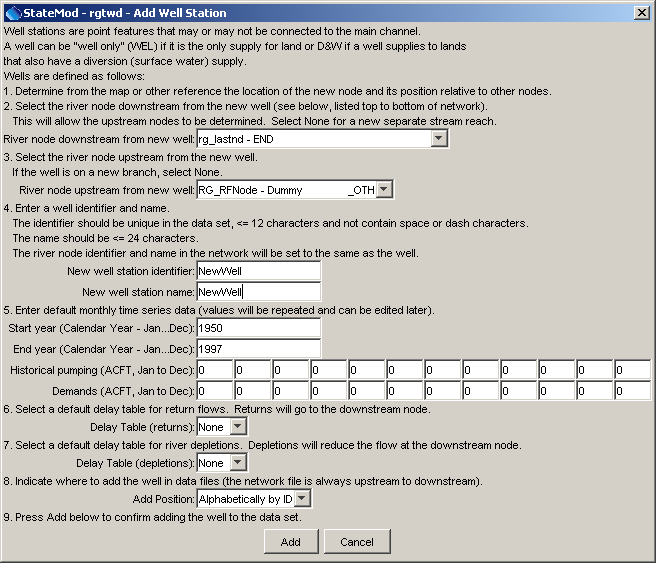 StateMod - rgtwd - Add Well Station
Well stations are point features that may or may not be connected to the main channel.
A well can be "well only" (WEL) if it is the only supply for land or D&W if a well supplies to lands
that also have a diversion (surface water) supply.
Wells are defined as follows:
1. Determine from the map or other reference the location of the new node and its position relative to other nodes.
2. Select the river node downstream from the new well (see below, listed top to bottom of network).
This will allow the upstream nodes to be determined. Select None for a new separate stream reach.
River node downstream from new well: rg_lastnd - END
3. Select the river node upstream from the new well.
If the well is on a new branch, select None.
River node upstream from new well: RG_RFNode - Dummy _OTH
4. Enter a well identifier and name.
The identifier should be unique in the data set, <= 12 characters and not contain space or dash characters.
The name should be <= 24 characters.
The river node identifier and name in the network will be set to the same as the well.
New well station identifier: NewWell
New well station name: NewWell
5. Enter default monthly time series data (values will be repeated and can be edited later).
Start year (Calendar Year - Jan...Dec): 1950
End year (Calendar Year - Jan...Dec): 1997
Historical pumping (ACFT, Jan to Dec): 0 0 0 0 0 0 0 0 0 0 0 0
Demands (ACFT, Jan to Dec): 0 0 0 0 0 0 0 0 0 0 0 0
6. Select a default delay table for return flows. Returns will go to the downstream node.
Delay Table (returns): None
7. Select a default delay table for river depletions. Depletions will reduce the flow at the downstream node.
Delay Table (depletions): None
8. Indicate where to add the well in data files (the network file is always upstream to downstream).
Add Position: Alphabetically by ID
9. Press Add below to confirm adding the well to the data set.
Add Cancel